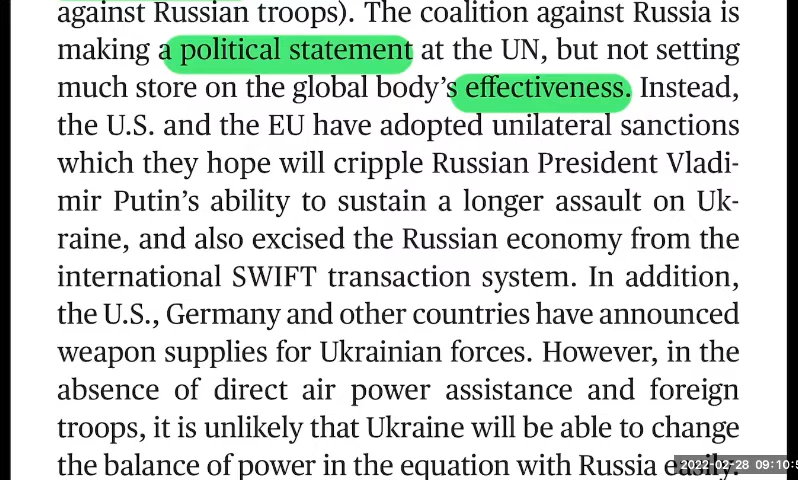 against Russian troops). The coalition against Russia is
making a political statement at the UN, but not setting
much store on the global body’s effectiveness. Instead,
the U.S. and the EU have adopted unilateral sanctions
which they hope will cripple Russian President Vladi-
mir Putin’s ability to sustain a longer assault on Uk-
raine, and also excised the Russian economy from the
international SWIFT transaction system. In addition,
the U.S., Germany and other countries have announced
weapon supplies for Ukrainian forces. However, in the
absence of direct air power assistance and foreign
troops, it is unlikely that Ukraine will be able to change
the balance of power in the equation with Russia easily.
2022-02-28 09:10:5